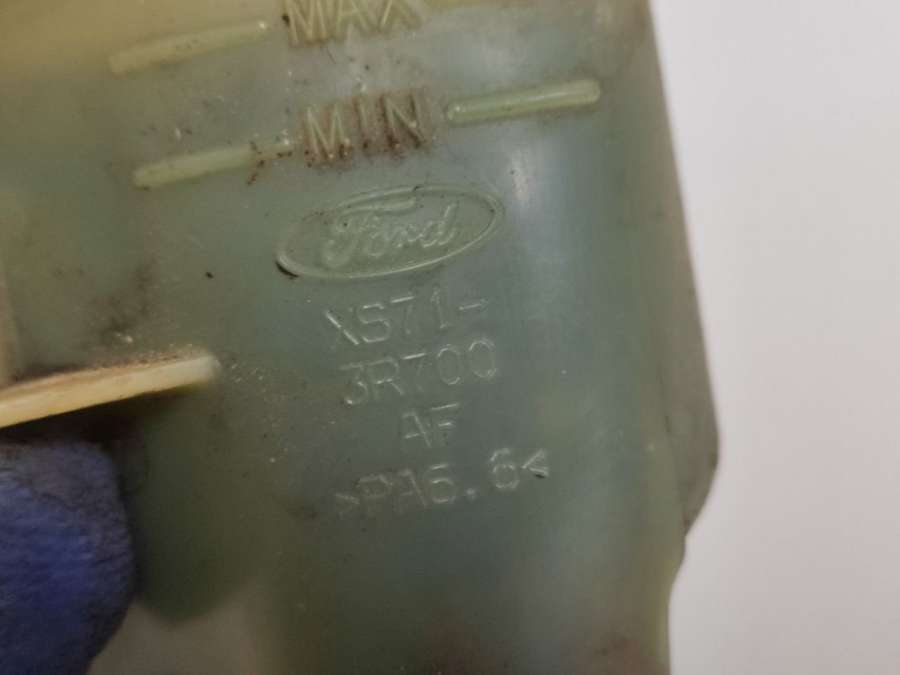 MAX
MIN
Ford
XS71-
3R700
AF
>PA6.6<